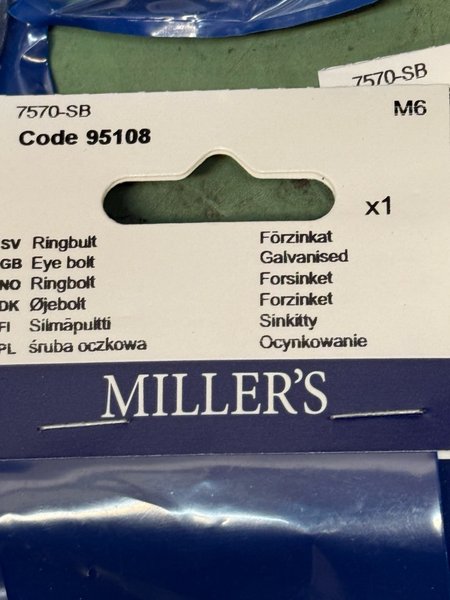 7570-SB
7570-SB M6
Code 95108
x1
SV Ringbult Förzinkat
GB Eye bolt Galvanised
NO Ringbolt Forsinket
DK Øjebolt Forzinket
FI Silmäpultti Sinkitty
PL śruba oczkowa Ocynkowanie
MILLER'S